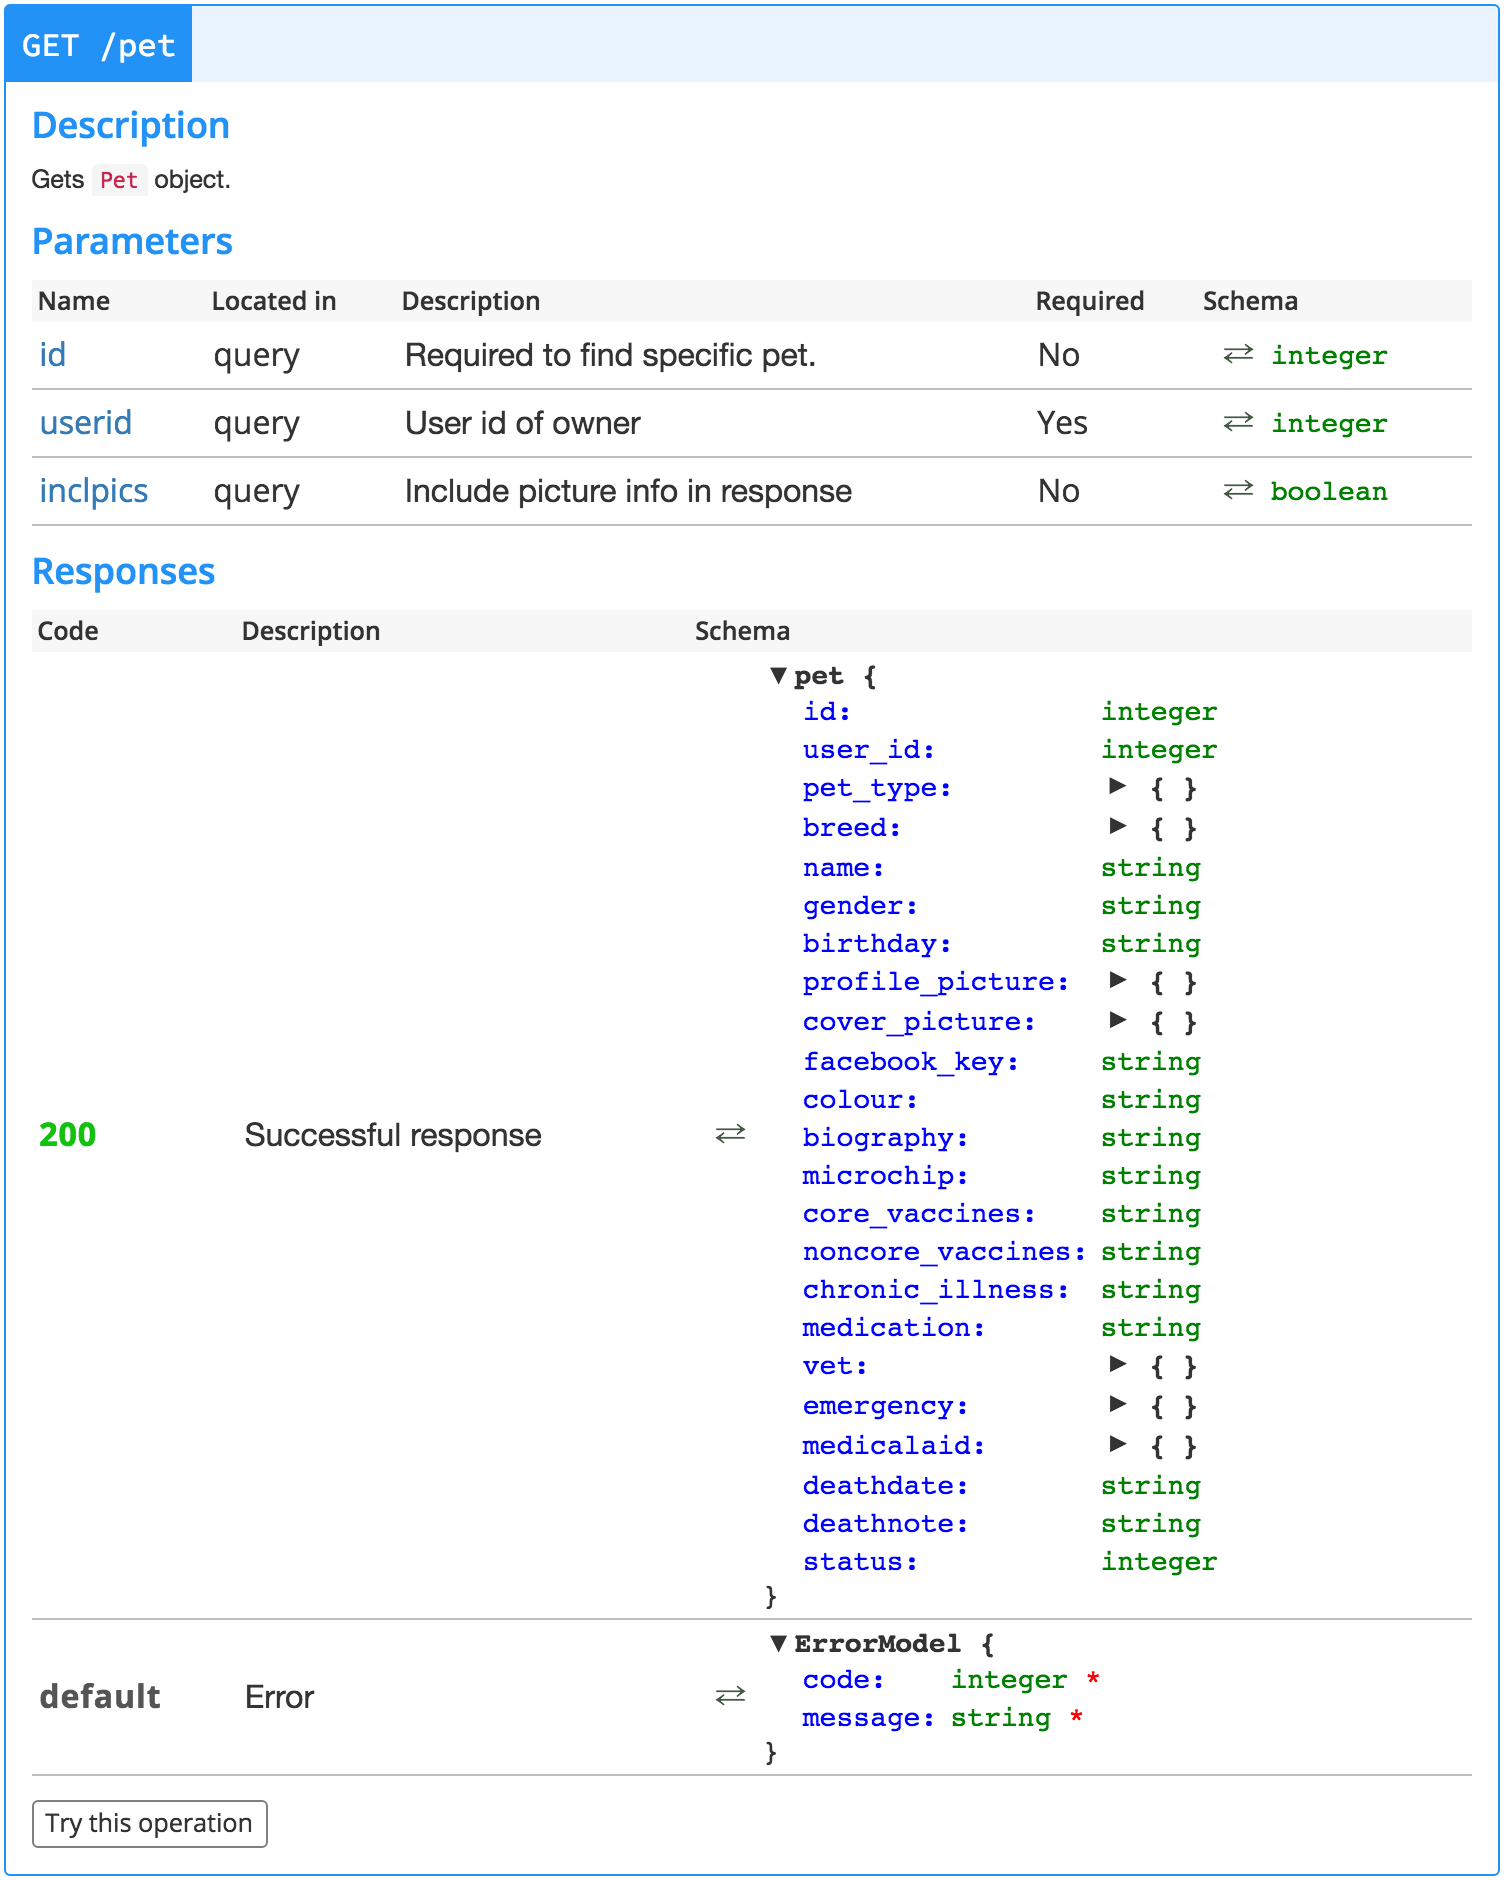 GET /pet
Description
Gets Pet object.
Parameters
Name Located in Description Required Schema
id query Required to find specific pet. No ⇄ integer
userid query User id of owner Yes ⇄ integer
inclpics query Include picture info in response No ⇄ boolean
Responses
Code Description Schema
200 Successful response ⇄
▼ pet {
id: integer
user_id: integer
pet_type: ▶ { }
breed: ▶ { }
name: string
gender: string
birthday: string
profile_picture: ▶ { }
cover_picture: ▶ { }
facebook_key: string
colour: string
biography: string
microchip: string
core_vaccines: string
noncore_vaccines: string
chronic_illness: string
medication: string
vet: ▶ { }
emergency: ▶ { }
medicalaid: ▶ { }
deathdate: string
deathnote: string
status: integer
}
default Error ⇄
▼ ErrorModel {
code: integer *
message: string *
}
Try this operation